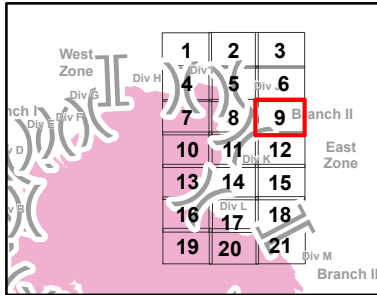 1 2 3
West Zone
Div H
Div J
4 5 6
Div G
Branch II
7 8 9
Div F
Div E
10 11 12
East Zone
Div D
Div K
13 14 15
Div L
16 17 18
19 20 21
Div M
Branch II